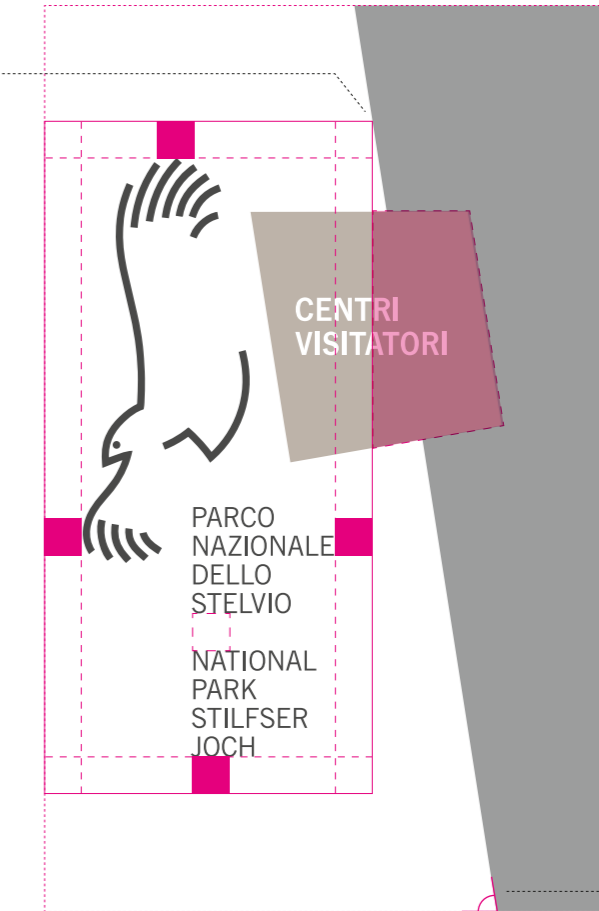 CENTRI
VISITATORI
PARCO
NAZIONALE
DELLO
STELVIO
NATIONAL
PARK
STILFSER
JOCH